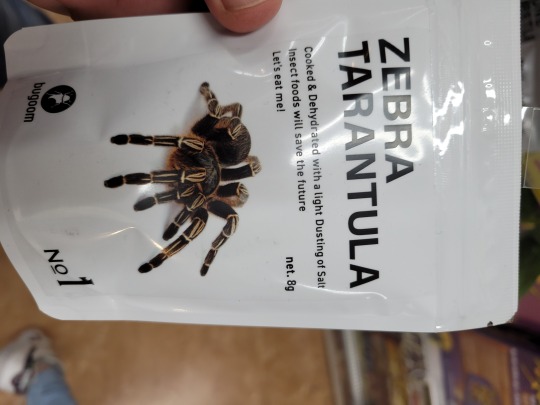 ZEBRA
TARANTULA
Cooked & Dehydrated with a light Dusting of Salt
Insect foods will save the future
Let's eat me!
net. 8g
bugoom
No1